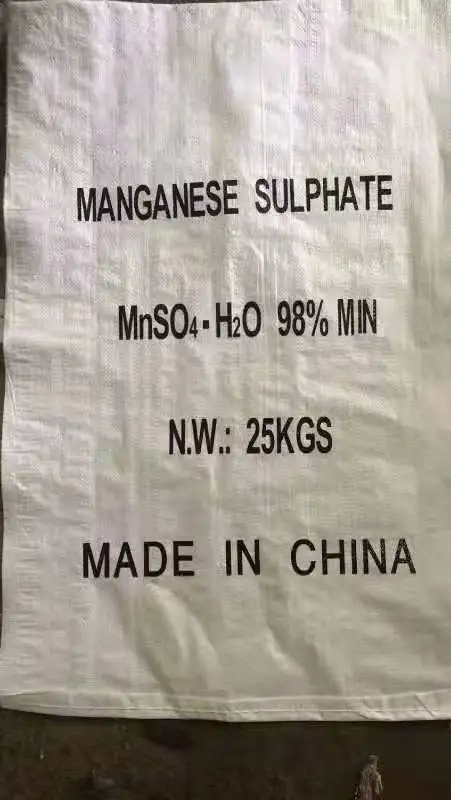 MANGANESE SULPHATE
MnSO₄·H₂O 98% MIN
N.W.: 25KGS
MADE IN CHINA